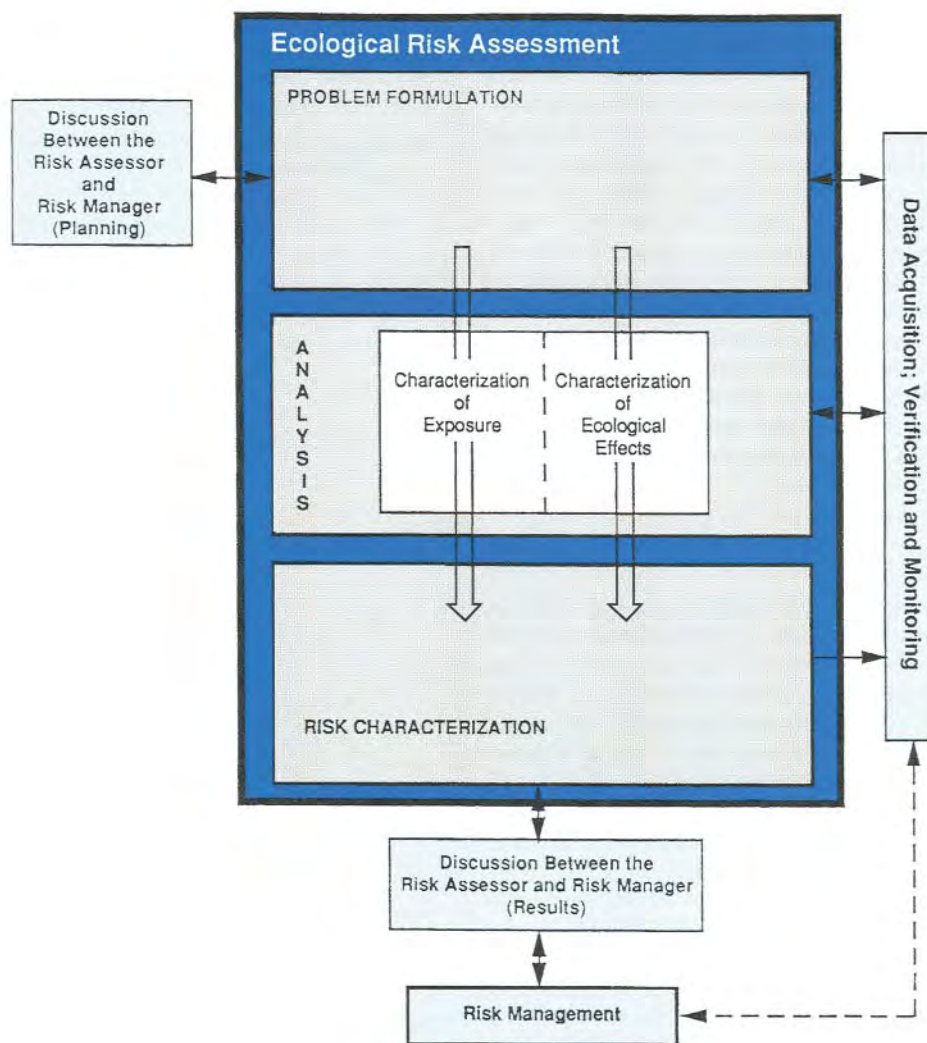 Ecological Risk Assessment
PROBLEM FORMULATION
Discussion
Between the
Risk Assessor
and
Risk Manager
(Planning)
ANALYSIS
Characterization
of
Exposure
Characterization
of
Ecological
Effects
Data Acquisition; Verification and Monitoring
RISK CHARACTERIZATION
Discussion Between the
Risk Assessor and Risk Manager
(Results)
Risk Management